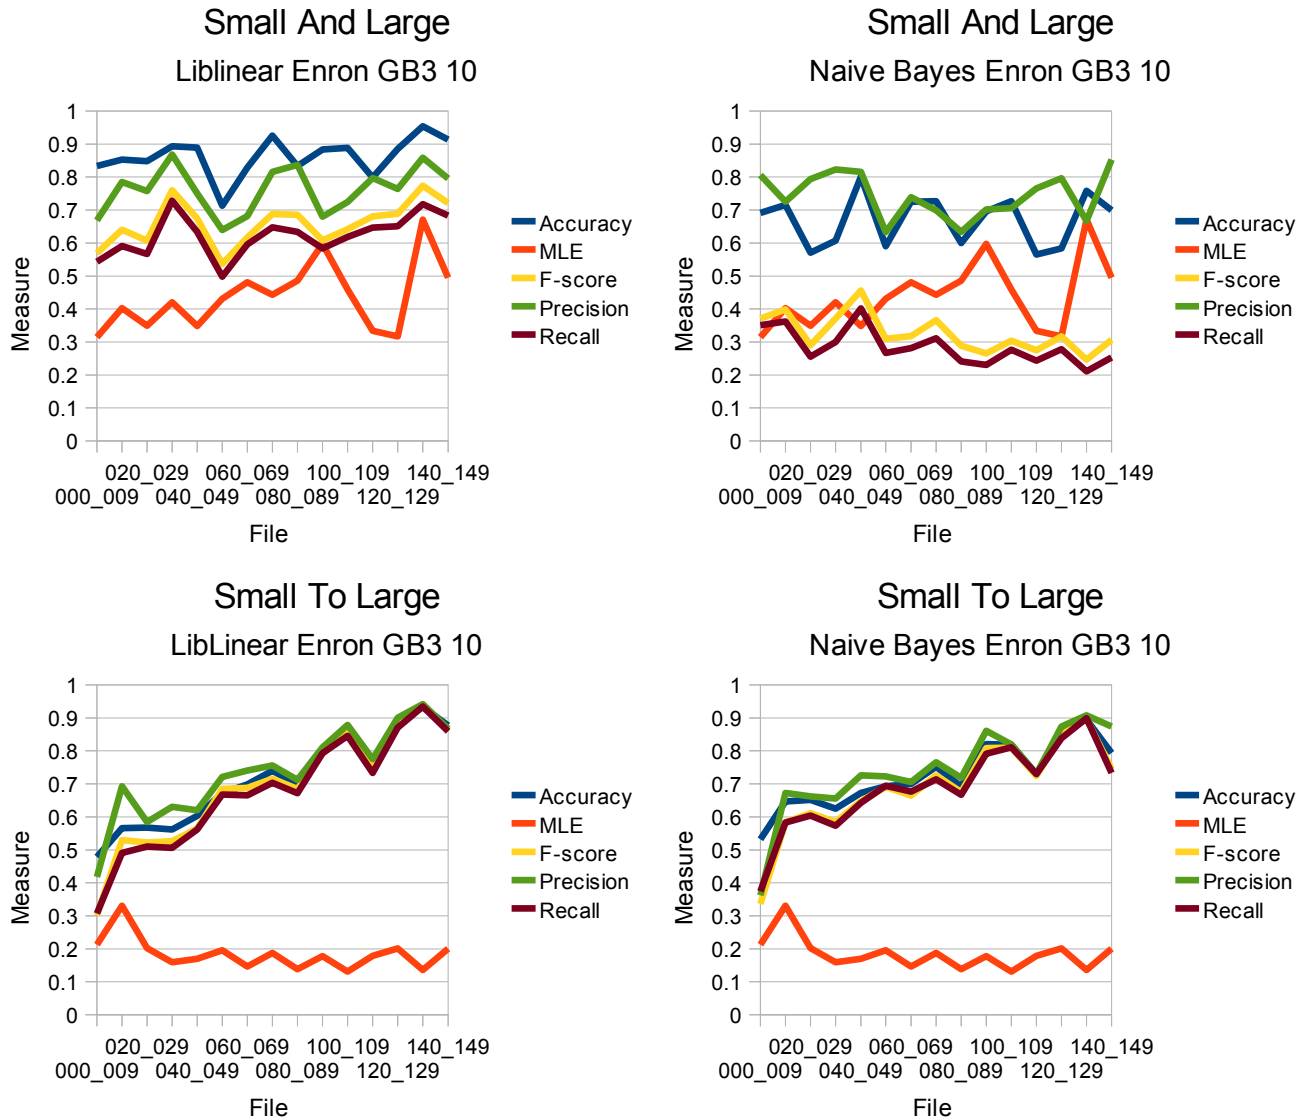 Small And Large
Liblinear Enron GB3 10
1
0.9
0.8
0.7
0.6
0.5
0.4
0.3
0.2
0.1
0
Measure
020_029 060_069 100_109 140_149
000_009 040_049 080_089 120_129
File
Accuracy
MLE
F-score
Precision
Recall
Small And Large
Naive Bayes Enron GB3 10
1
0.9
0.8
0.7
0.6
0.5
0.4
0.3
0.2
0.1
0
Measure
020_029 060_069 100_109 140_149
000_009 040_049 080_089 120_129
File
Accuracy
MLE
F-score
Precision
Recall
Small To Large
LibLinear Enron GB3 10
1
0.9
0.8
0.7
0.6
0.5
0.4
0.3
0.2
0.1
0
Measure
020_029 060_069 100_109 140_149
000_009 040_049 080_089 120_129
File
Accuracy
MLE
F-score
Precision
Recall
Small To Large
Naive Bayes Enron GB3 10
1
0.9
0.8
0.7
0.6
0.5
0.4
0.3
0.2
0.1
0
Measure
020_029 060_069 100_109 140_149
000_009 040_049 080_089 120_129
File
Accuracy
MLE
F-score
Precision
Recall